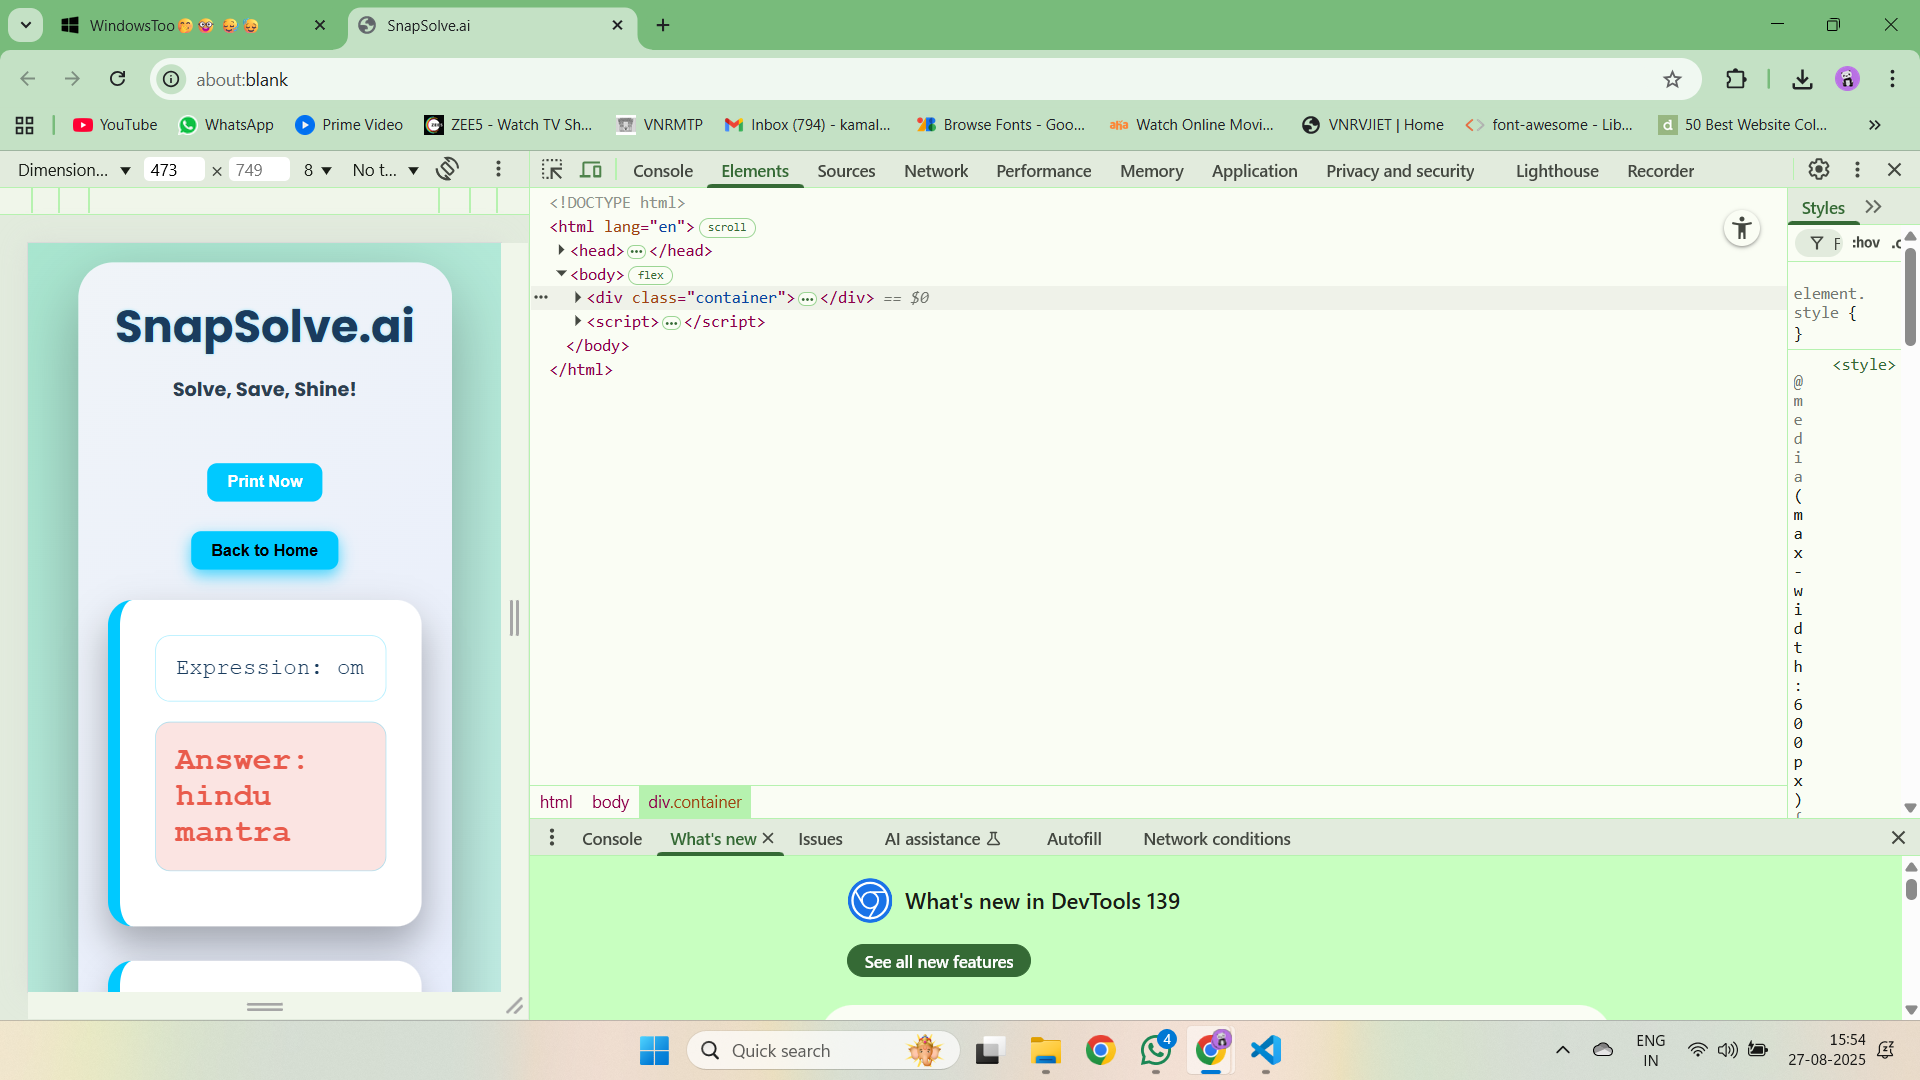 WindowsToo🤭 🤓 🥲 😅
SnapSolve.ai
about:blank
YouTube
WhatsApp
Prime Video
ZEE5 - Watch TV Sh...
VNRMTP
Inbox (794) - kamal...
Browse Fonts - Goo...
aha
Watch Online Movi...
VNRVJIET | Home
font-awesome - Lib...
d
50 Best Website Col...
Dimension...
473 × 749
8
No t...
Console
Elements
Sources
Network
Performance
Memory
Application
Privacy and security
Lighthouse
Recorder
SnapSolve.ai
Solve, Save, Shine!
Print Now
Back to Home
Expression: om
Answer:
hindu
mantra
<!DOCTYPE html>
<html lang="en"> scroll
<head> ... </head>
<body> flex
... <div class="container"> ... </div> == $0
<script> ... </script>
</body>
</html>
Styles
F
:hov
.c
element.
style {
}
<style>
@
m
e
d
i
a
(
m
a
x
-
w
i
d
t
h
:
6
0
0
p
x
)
{
html body div.container
Console
What's new
Issues
AI assistance
Autofill
Network conditions
What's new in DevTools 139
See all new features
Quick search
4
ENG
IN
15:54
27-08-2025